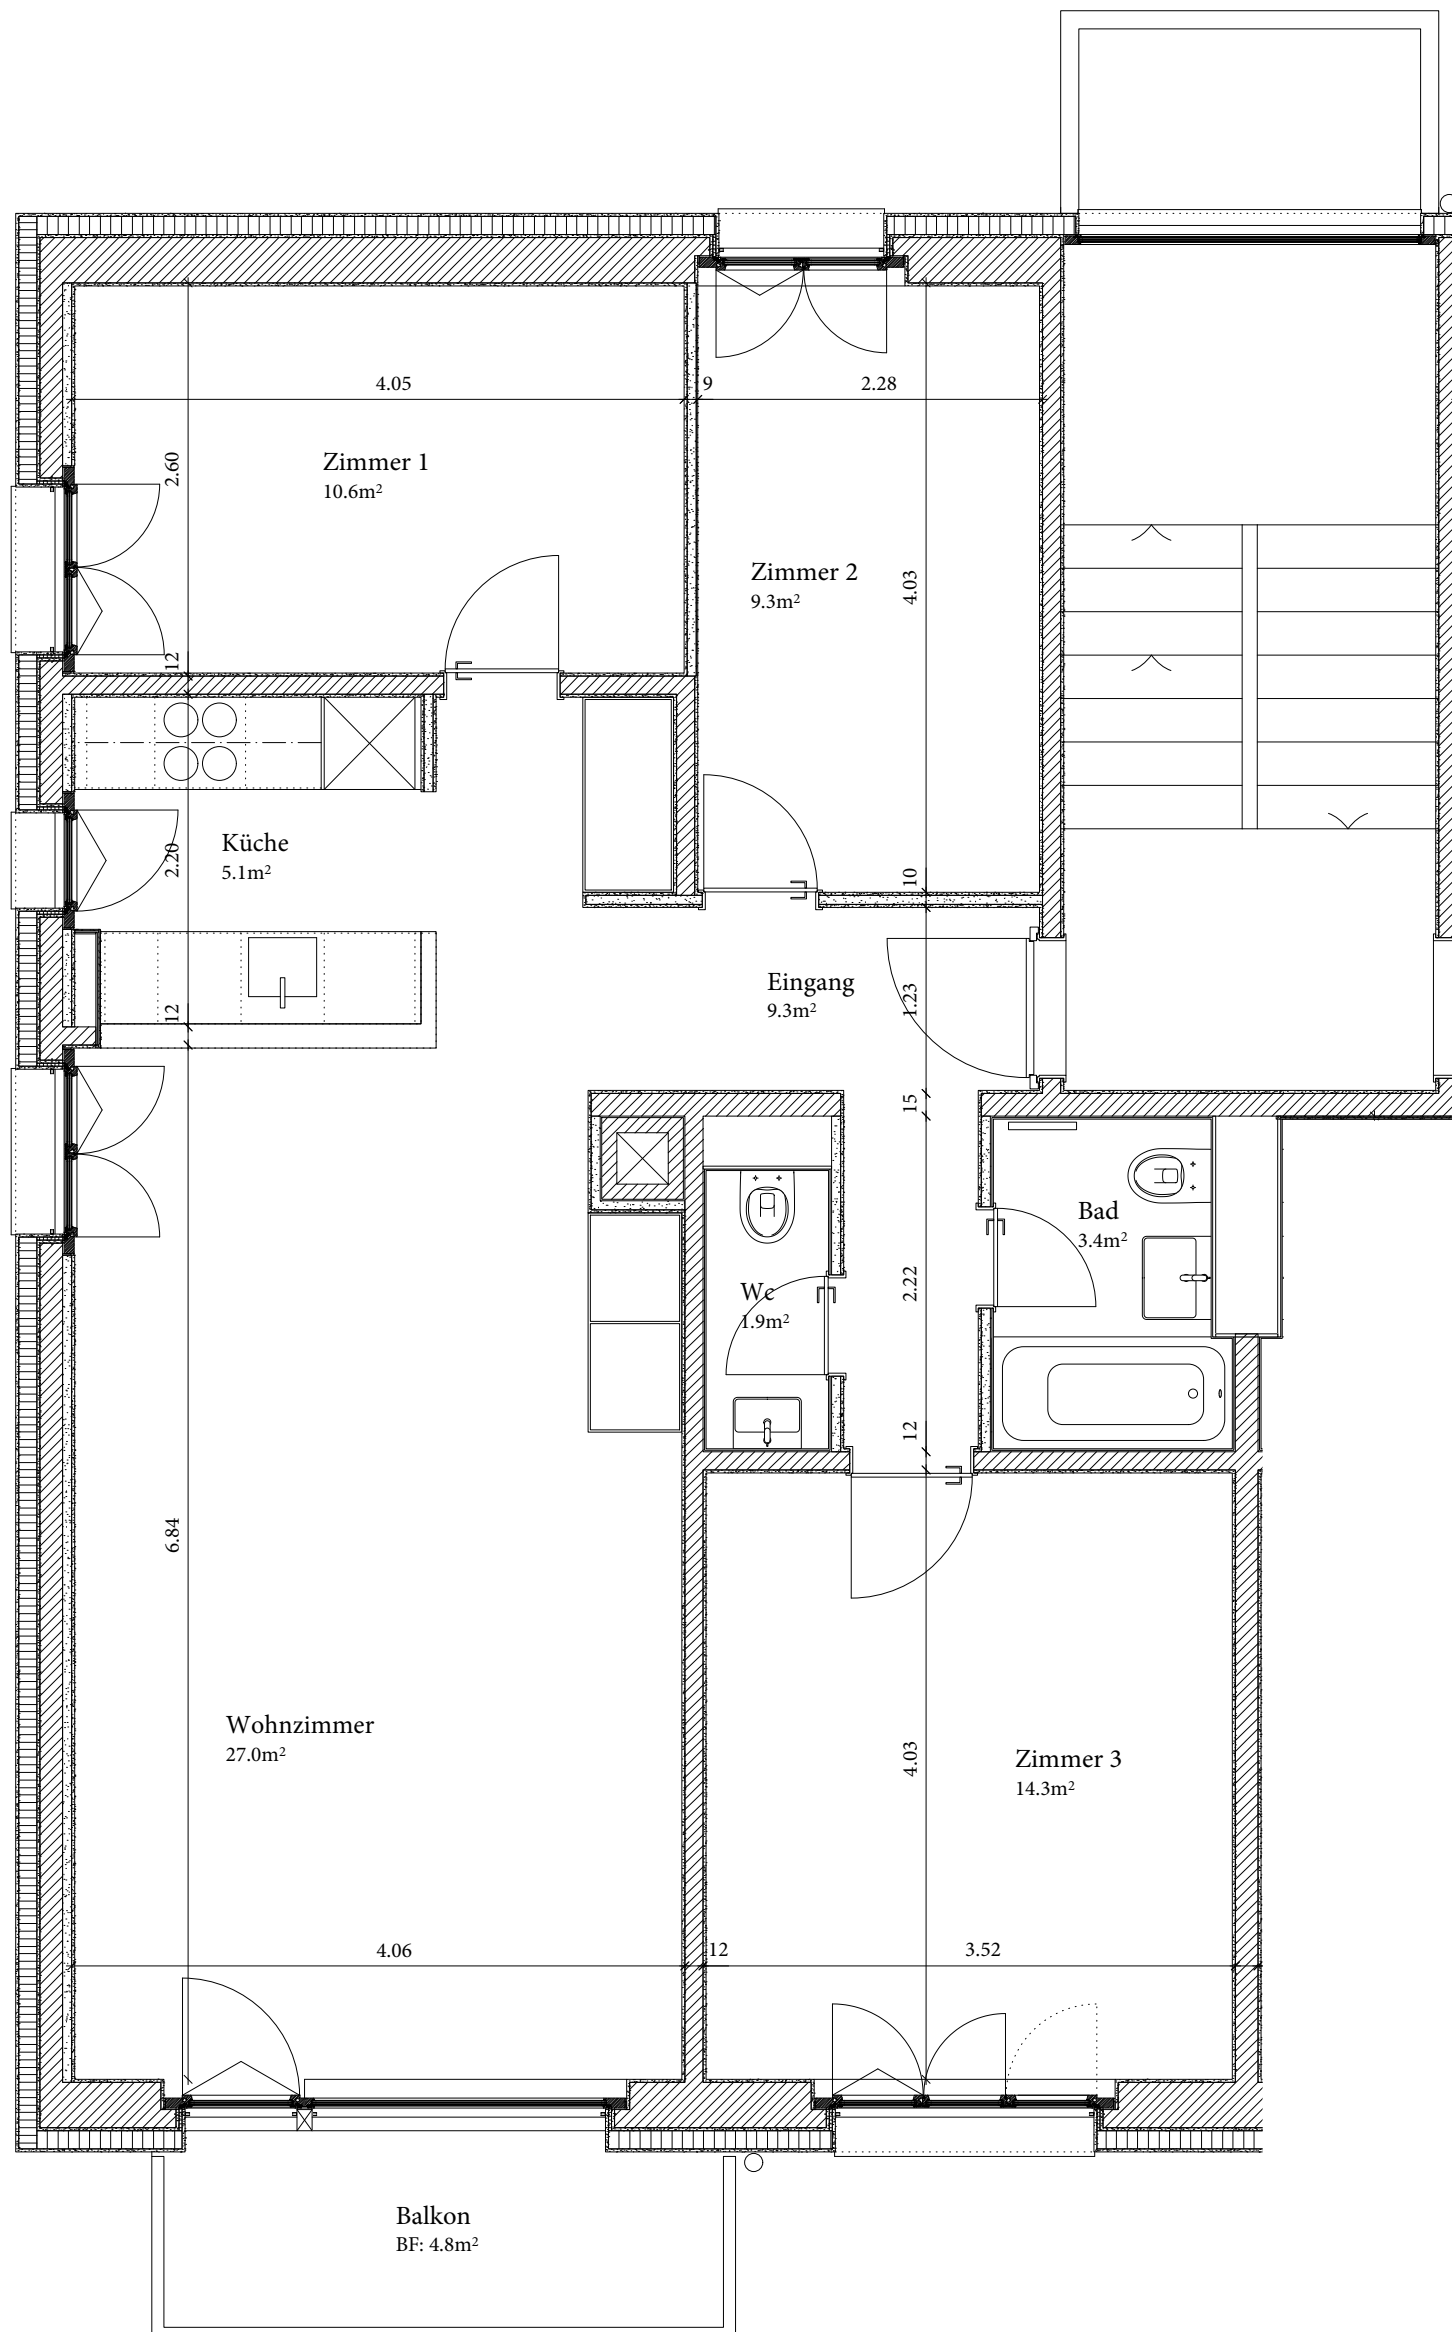 4.05
9
2.28
2.60
Zimmer 1
10.6m²
Zimmer 2
9.3m²
4.03
12
Küche
5.1m²
2.20
10
Eingang
9.3m²
1.23
12
15
Bad
3.4m²
Wc
1.9m²
2.22
12
6.84
Wohnzimmer
27.0m²
4.03
Zimmer 3
14.3m²
4.06
12
3.52
Balkon
BF: 4.8m²